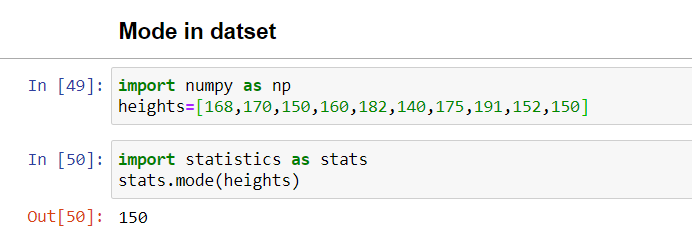 Mode in datset
In [49]: import numpy as np
heights=[168,170,150,160,182,140,175,191,152,150]
In [50]: import statistics as stats
stats.mode(heights)
Out[50]: 150